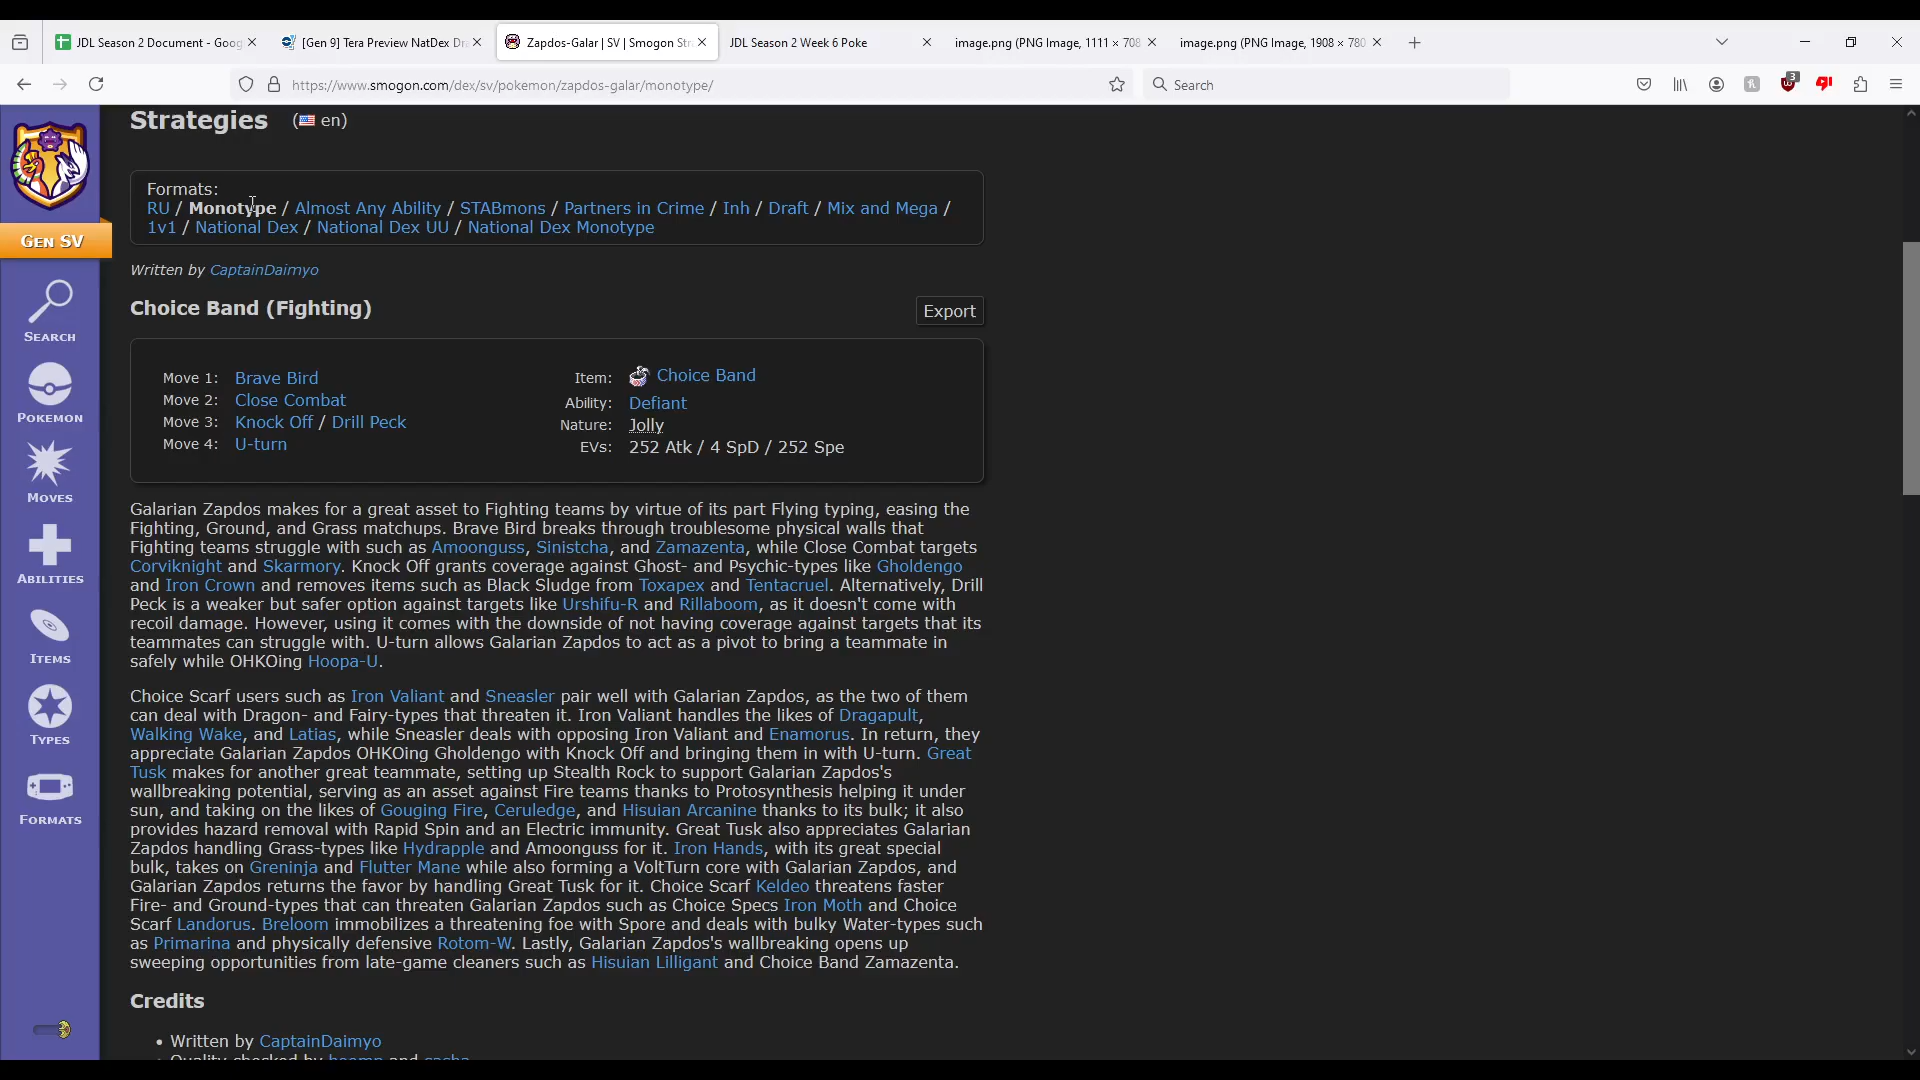 JDL Season 2 Document - Goog
[Gen 9] Tera Preview NatDex Dra
Zapdos-Galar | SV | Smogon Str
JDL Season 2 Week 6 Poke
image.png (PNG Image, 1111 × 708
image.png (PNG Image, 1908 × 780
https://www.smogon.com/dex/sv/pokemon/zapdos-galar/monotype/
Search
3
Gen SV
Search
Pokemon
Moves
Abilities
Items
Types
Formats
Strategies (en)
Formats:
RU / Monotype / Almost Any Ability / STABmons / Partners in Crime / Inh / Draft / Mix and Mega /
1v1 / National Dex / National Dex UU / National Dex Monotype
Written by CaptainDaimyo
Choice Band (Fighting)
Export
Move 1: Brave Bird
Move 2: Close Combat
Move 3: Knock Off / Drill Peck
Move 4: U-turn
Item: Choice Band
Ability: Defiant
Nature: Jolly
EVs: 252 Atk / 4 SpD / 252 Spe
Galarian Zapdos makes for a great asset to Fighting teams by virtue of its part Flying typing, easing the
Fighting, Ground, and Grass matchups. Brave Bird breaks through troublesome physical walls that
Fighting teams struggle with such as Amoonguss, Sinistcha, and Zamazenta, while Close Combat targets
Corviknight and Skarmory. Knock Off grants coverage against Ghost- and Psychic-types like Gholdengo
and Iron Crown and removes items such as Black Sludge from Toxapex and Tentacruel. Alternatively, Drill
Peck is a weaker but safer option against targets like Urshifu-R and Rillaboom, as it doesn't come with
recoil damage. However, using it comes with the downside of not having coverage against targets that its
teammates can struggle with. U-turn allows Galarian Zapdos to act as a pivot to bring a teammate in
safely while OHKOing Hoopa-U.
Choice Scarf users such as Iron Valiant and Sneasler pair well with Galarian Zapdos, as the two of them
can deal with Dragon- and Fairy-types that threaten it. Iron Valiant handles the likes of Dragapult,
Walking Wake, and Latias, while Sneasler deals with opposing Iron Valiant and Enamorus. In return, they
appreciate Galarian Zapdos OHKOing Gholdengo with Knock Off and bringing them in with U-turn. Great
Tusk makes for another great teammate, setting up Stealth Rock to support Galarian Zapdos's
wallbreaking potential, serving as an asset against Fire teams thanks to Protosynthesis helping it under
sun, and taking on the likes of Gouging Fire, Ceruledge, and Hisuian Arcanine thanks to its bulk; it also
provides hazard removal with Rapid Spin and an Electric immunity. Great Tusk also appreciates Galarian
Zapdos handling Grass-types like Hydrapple and Amoonguss for it. Iron Hands, with its great special
bulk, takes on Greninja and Flutter Mane while also forming a VoltTurn core with Galarian Zapdos, and
Galarian Zapdos returns the favor by handling Great Tusk for it. Choice Scarf Keldeo threatens faster
Fire- and Ground-types that can threaten Galarian Zapdos such as Choice Specs Iron Moth and Choice
Scarf Landorus. Breloom immobilizes a threatening foe with Spore and deals with bulky Water-types such
as Primarina and physically defensive Rotom-W. Lastly, Galarian Zapdos's wallbreaking opens up
sweeping opportunities from late-game cleaners such as Hisuian Lilligant and Choice Band Zamazenta.
Credits
• Written by CaptainDaimyo
• Quality checked by hoomp and sasha